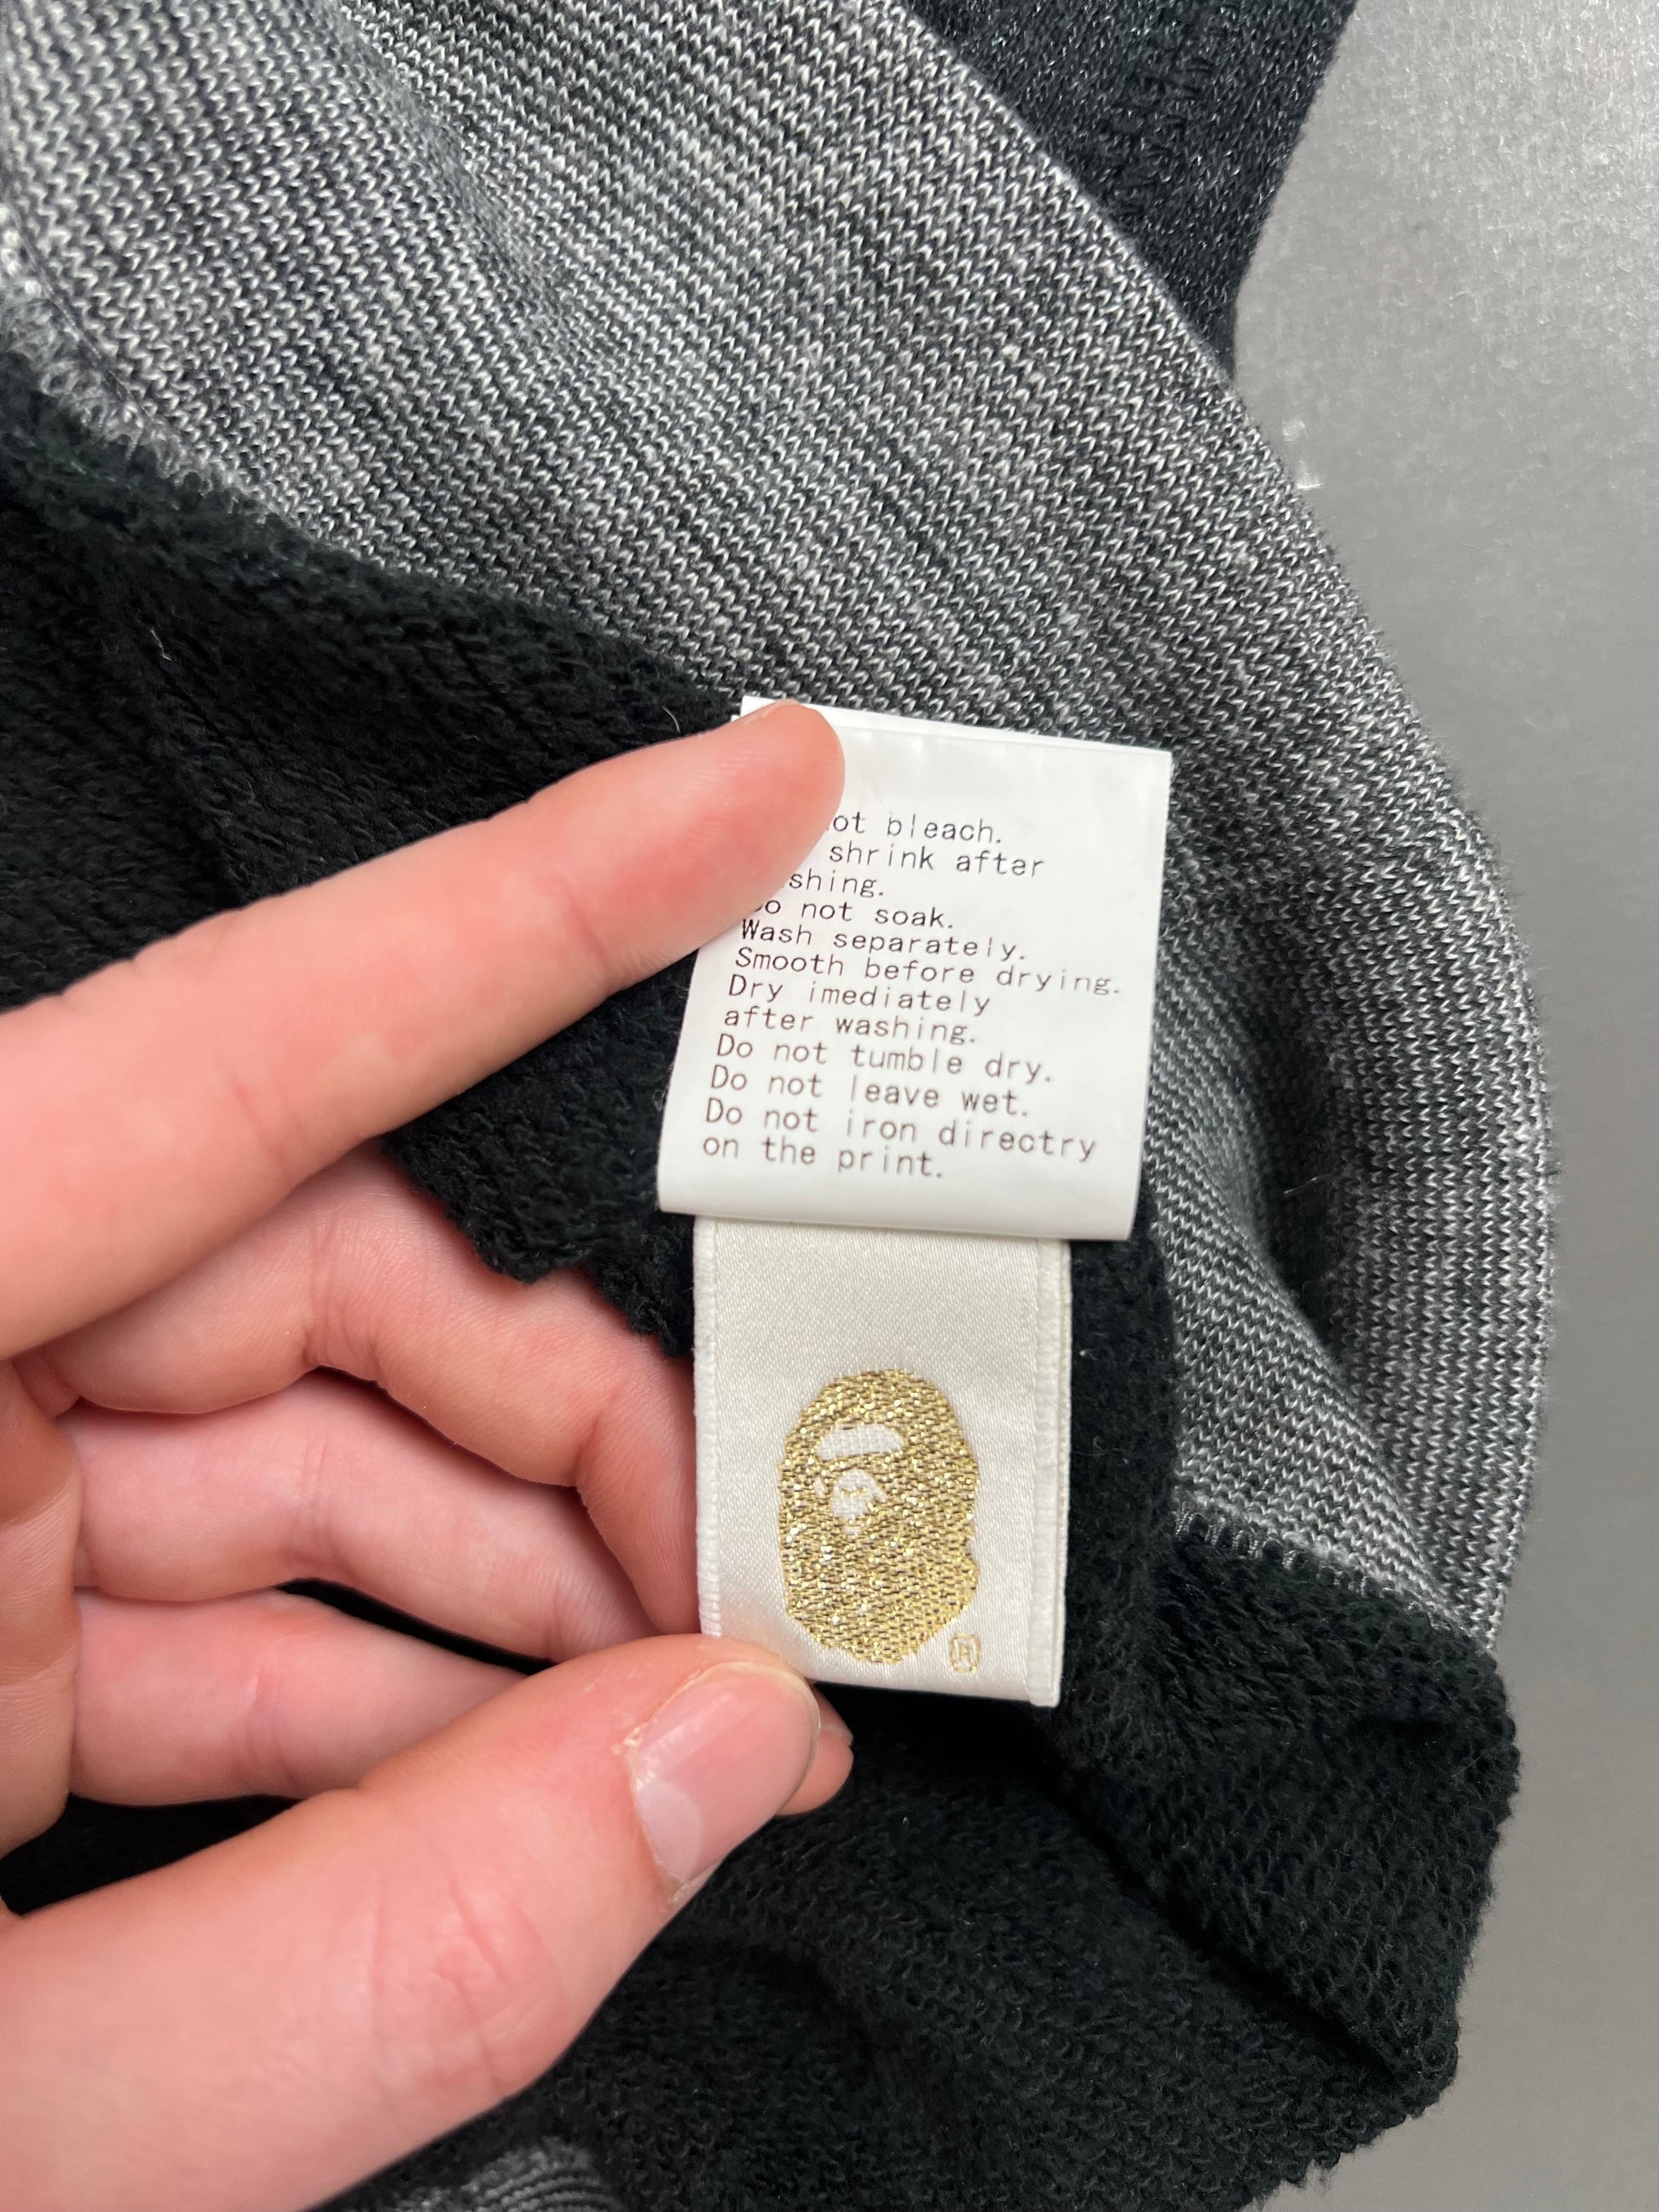 ot bleach.
shrink after
shing.
o not soak.
Wash separately.
Smooth before drying.
Dry imediately
after washing.
Do not tumble dry.
Do not leave wet.
Do not iron directry
on the print.
®